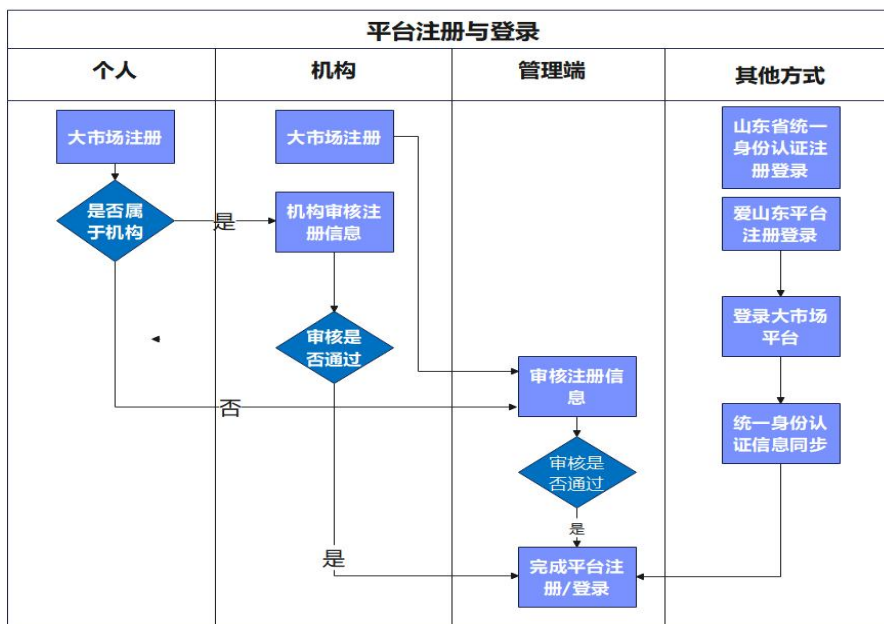 平台注册与登录
个人
机构
管理端
其他方式
大市场注册
是否属
于机构
是
否
大市场注册
机构审核注
册信息
审核是
否通过
是
审核注册信
息
审核是
否通过
是
完成平台注
册/登录
山东省统一
身份认证注
册登录
爱山东平台
注册登录
登录大市场
平台
统一身份认
证信息同步